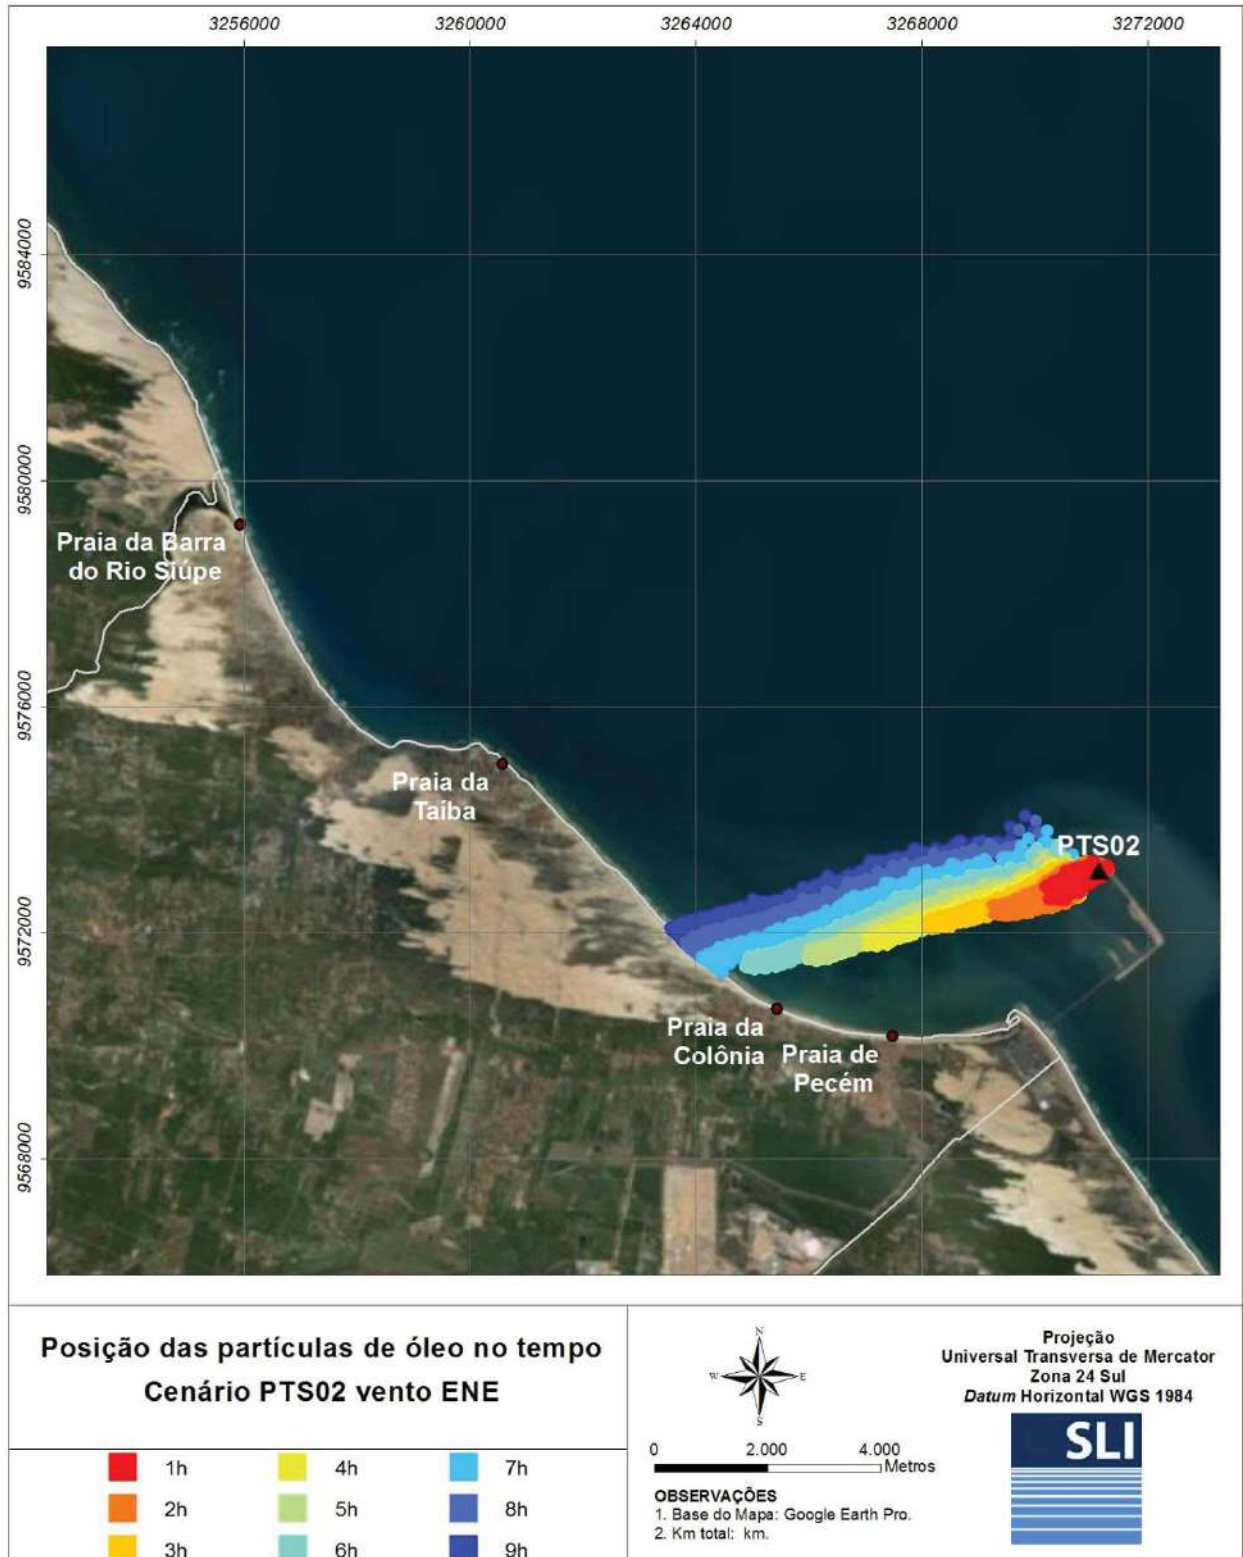 3256000 3260000 3264000 3268000 3272000
9584000
9580000
9576000
9572000
9568000
Praia da Barra
do Rio Siúpe
Praia da
Taíba
PTS02
Praia da
Colônia
Praia de
Pecém
Posição das partículas de óleo no tempo
Cenário PTS02 vento ENE
1h 4h 7h
2h 5h 8h
3h 6h 9h
N
W E
S
0 2.000 4.000
Metros
OBSERVAÇÕES
1. Base do Mapa: Google Earth Pro.
2. Km total: km.
Projeção
Universal Transversa de Mercator
Zona 24 Sul
Datum Horizontal WGS 1984
SLI